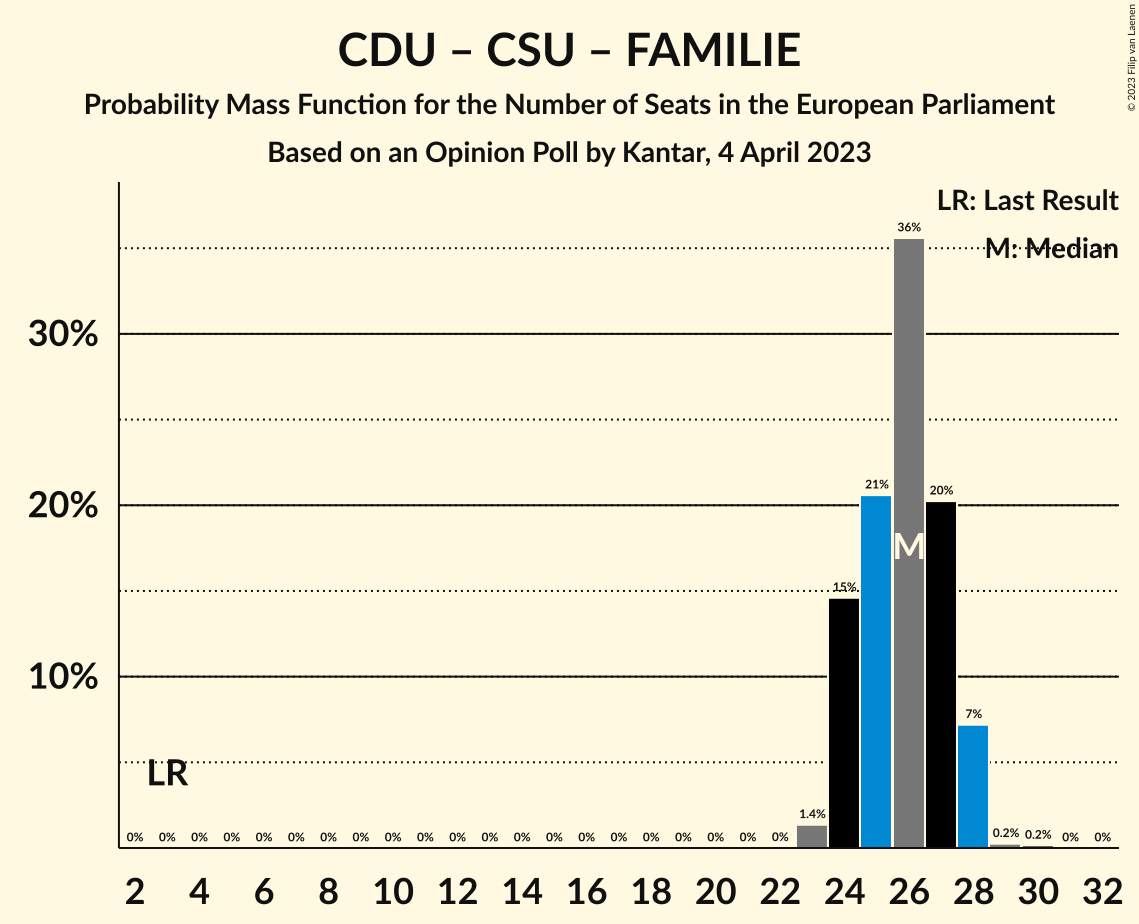 CDU – CSU – FAMILIE
Probability Mass Function for the Number of Seats in the European Parliament
Based on an Opinion Poll by Kantar, 4 April 2023
© 2023 Filip van Laenen
LR: Last Result
M: Median
36%
30%
21%
20%
20%
M
15%
10%
7%
LR
1.4%
0% 0% 0% 0% 0% 0% 0% 0% 0% 0% 0% 0% 0% 0% 0% 0% 0% 0% 0% 0% 0% 0.2% 0.2% 0% 0%
2 4 6 8 10 12 14 16 18 20 22 24 26 28 30 32